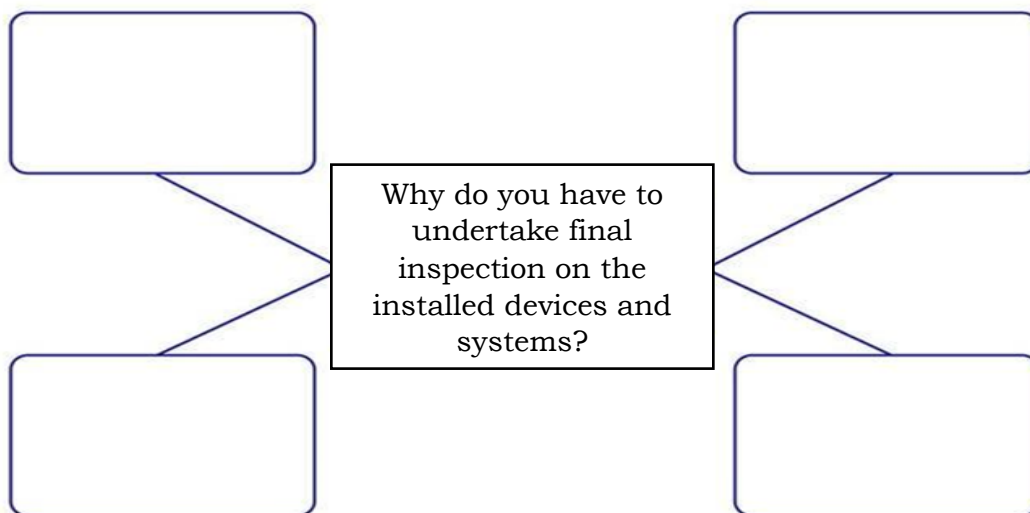 Why do you have to
undertake final
inspection on the
installed devices and
systems?